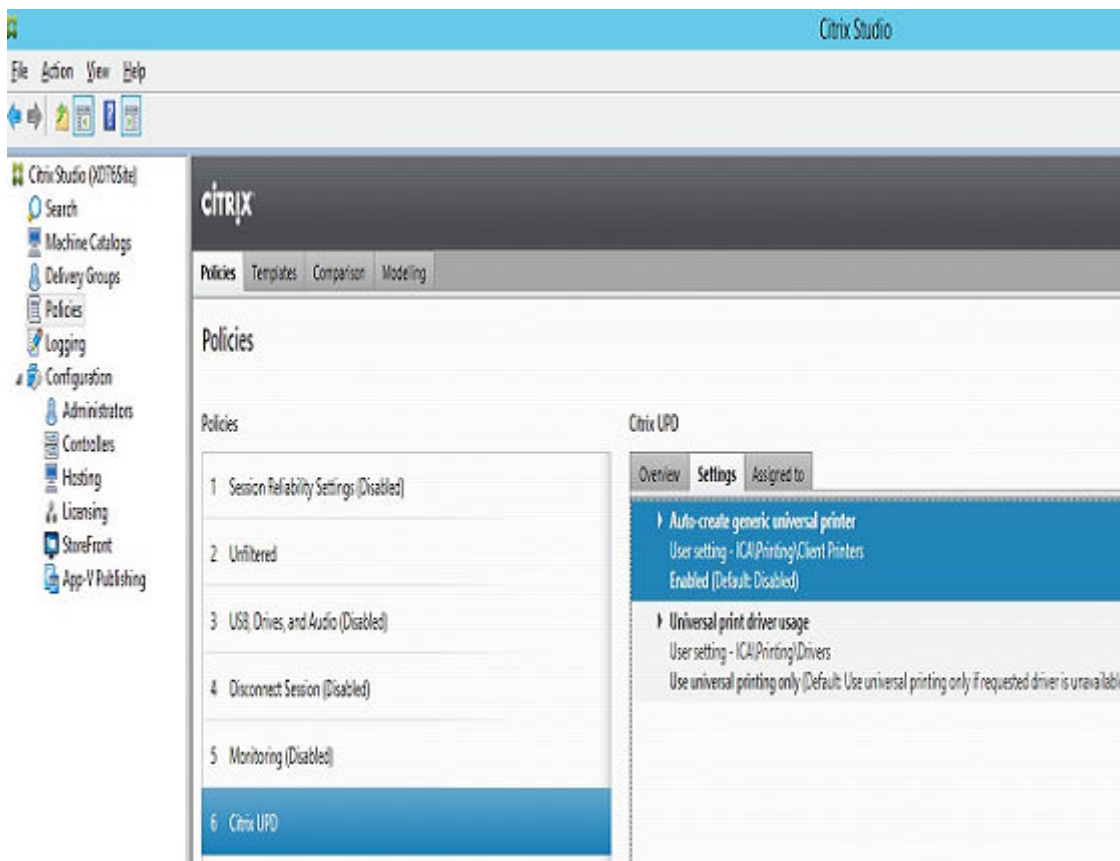 Citrix Studio
File Action View Help
Citrix Studio (XD76Site)
Search
Machine Catalogs
Delivery Groups
Policies
Logging
Configuration
Administrators
Controllers
Hosting
Licensing
StoreFront
App-V Publishing
CITRIX
Policies Templates Comparison Modelling
Policies
Policies
1 Session Reliability Settings (Disabled)
2 Unfiltered
3 USB, Drives, and Audio (Disabled)
4 Disconnect Session (Disabled)
5 Monitoring (Disabled)
6 Citrix UPD
Citrix UPD
Overview Settings Assigned to
Auto-create generic universal printer
User setting - ICA\Printing\Client Printers
Enabled (Default: Disabled)
Universal print driver usage
User setting - ICA\Printing\Drivers
Use universal printing only (Default: Use universal printing only if requested driver is unavailable